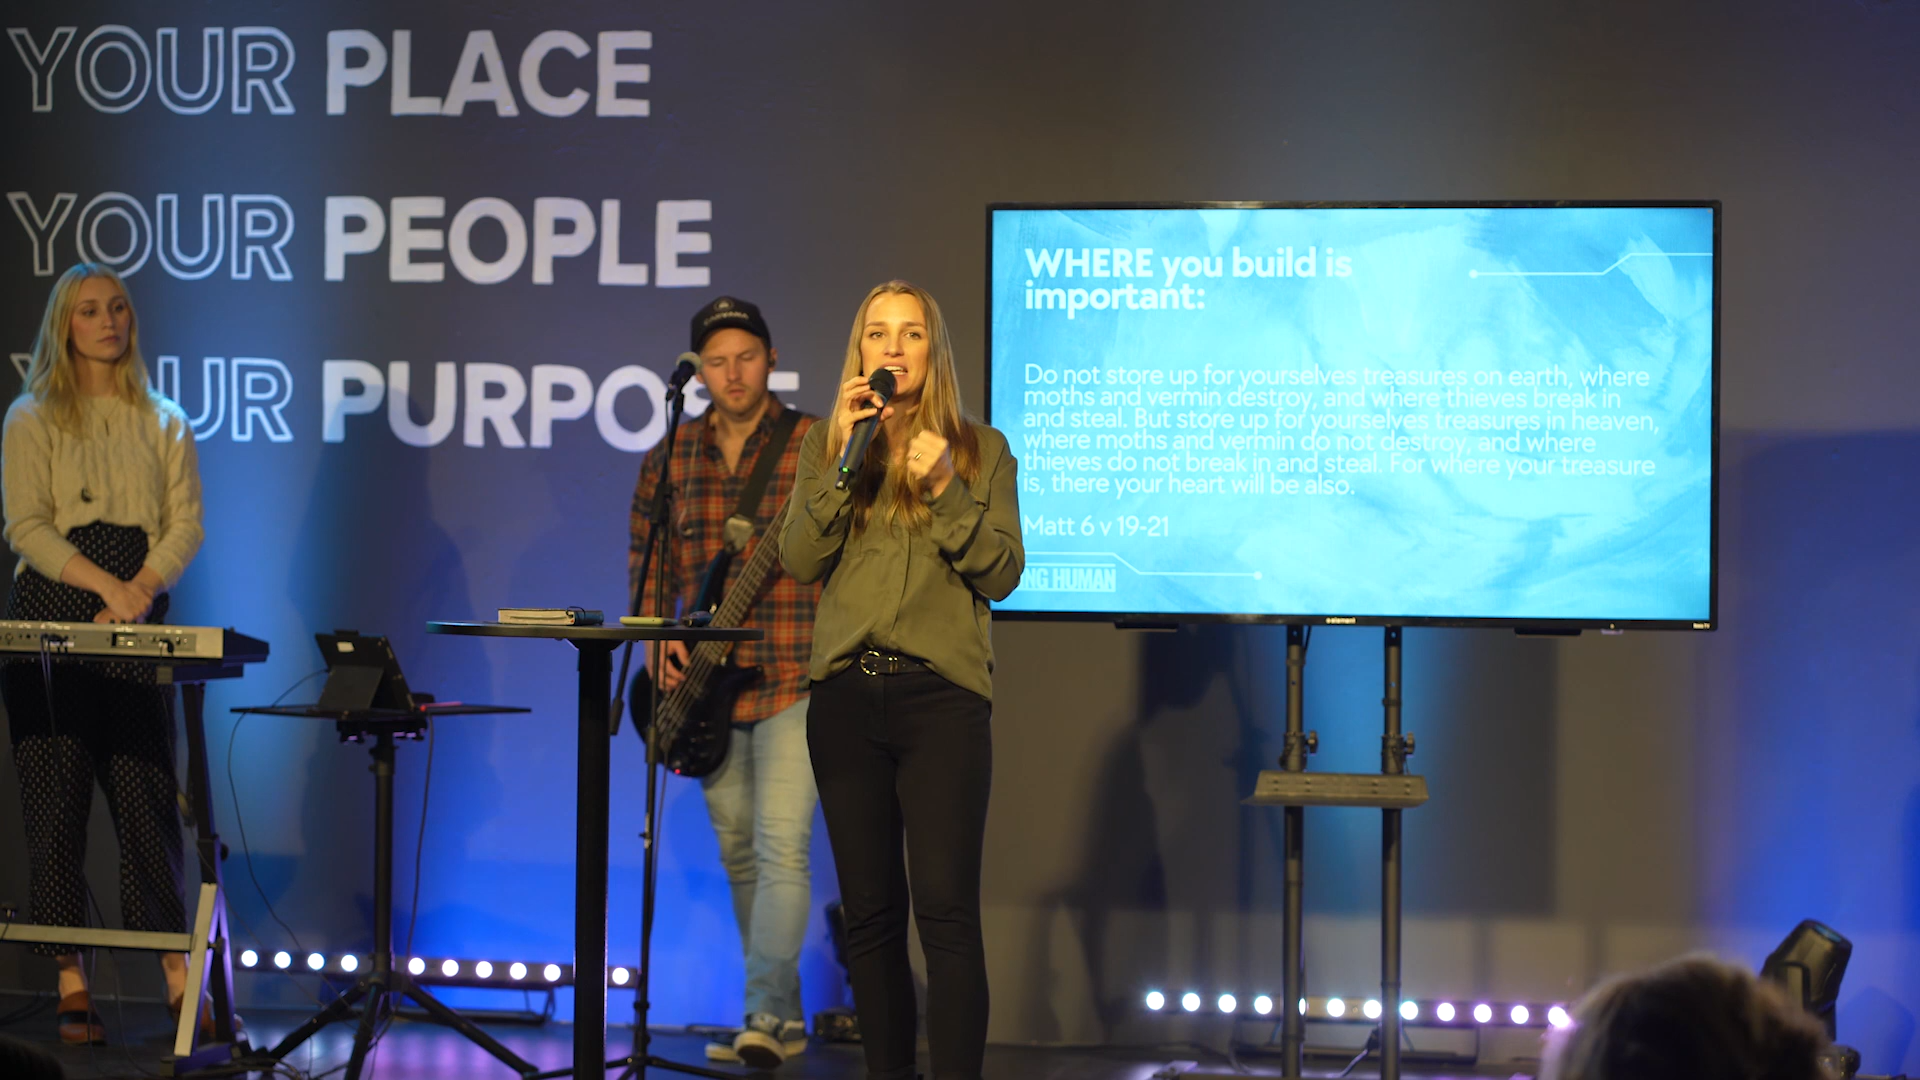 YOUR PLACE
YOUR PEOPLE
YOUR PURPOSE
WHERE you build is
important:
Do not store up for yourselves treasures on earth, where
moths and vermin destroy, and where thieves break in
and steal. But store up for yourselves treasures in heaven,
where moths and vermin do not destroy, and where
thieves do not break in and steal. For where your treasure
is, there your heart will be also.
Matt 6 v 19-21
NG HUMAN
element